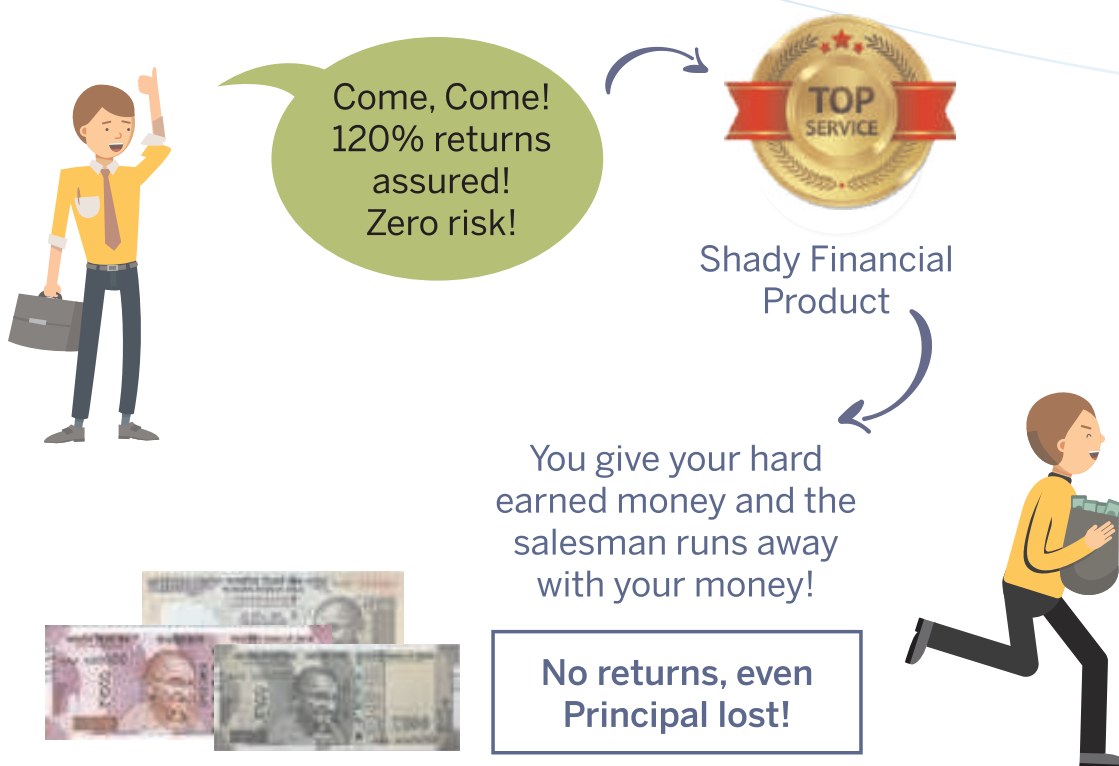 Come, Come!
120% returns
assured!
Zero risk!
TOP
SERVICE
Shady Financial
Product
You give your hard
earned money and the
salesman runs away
with your money!
No returns, even
Principal lost!